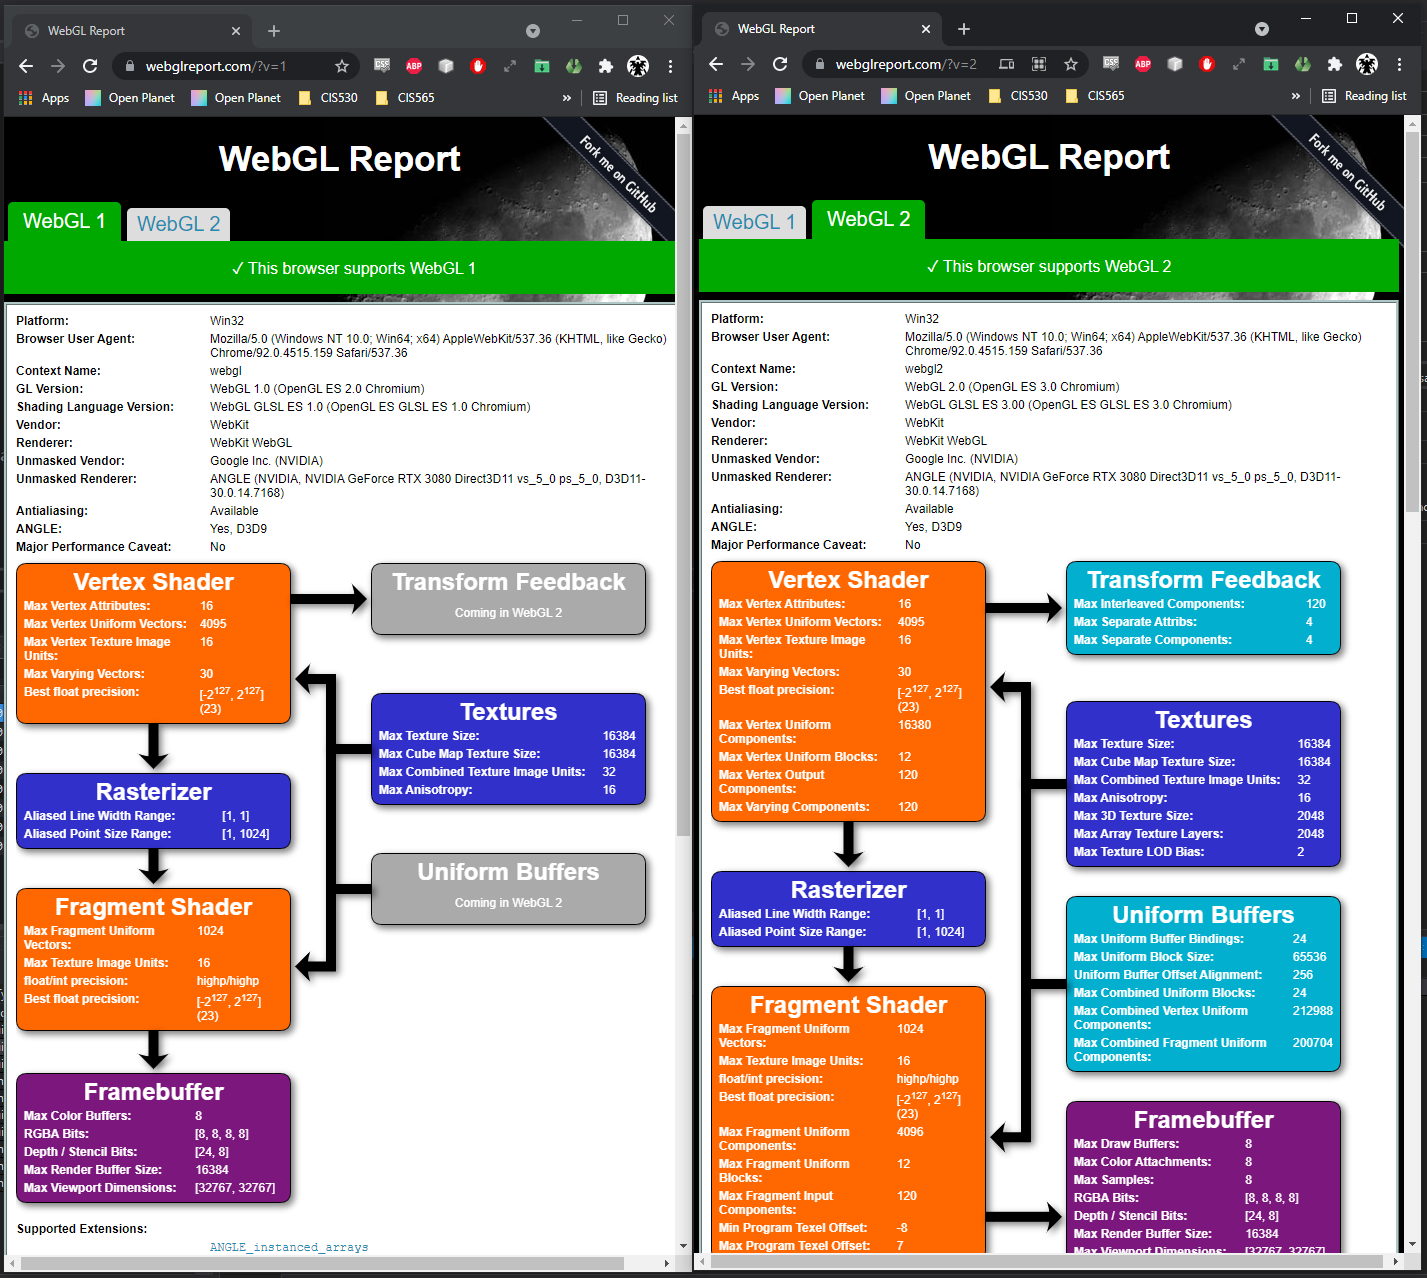 WebGL Report
webglreport.com/?v=1
Apps
Open Planet
Open Planet
CIS530
CIS565
»
Reading list
WebGL Report
Fork me on GitHub
WebGL 1
WebGL 2
✓ This browser supports WebGL 1
Platform: Win32
Browser User Agent: Mozilla/5.0 (Windows NT 10.0; Win64; x64) AppleWebKit/537.36 (KHTML, like Gecko)
Chrome/92.0.4515.159 Safari/537.36
Context Name: webgl
GL Version: WebGL 1.0 (OpenGL ES 2.0 Chromium)
Shading Language Version: WebGL GLSL ES 1.0 (OpenGL ES GLSL ES 1.0 Chromium)
Vendor: WebKit
Renderer: WebKit WebGL
Unmasked Vendor: Google Inc. (NVIDIA)
Unmasked Renderer: ANGLE (NVIDIA, NVIDIA GeForce RTX 3080 Direct3D11 vs_5_0 ps_5_0, D3D11-
30.0.14.7168)
Antialiasing: Available
ANGLE: Yes, D3D9
Major Performance Caveat: No
Vertex Shader
Max Vertex Attributes: 16
Max Vertex Uniform Vectors: 4095
Max Vertex Texture Image 16
Units:
Max Varying Vectors: 30
Best float precision: [-2^127, 2^127]
(23)
Transform Feedback
Coming in WebGL 2
Textures
Max Texture Size: 16384
Max Cube Map Texture Size: 16384
Max Combined Texture Image Units: 32
Max Anisotropy: 16
Rasterizer
Aliased Line Width Range: [1, 1]
Aliased Point Size Range: [1, 1024]
Uniform Buffers
Coming in WebGL 2
Fragment Shader
Max Fragment Uniform 1024
Vectors:
Max Texture Image Units: 16
float/int precision: highp/highp
Best float precision: [-2^127, 2^127]
(23)
Framebuffer
Max Color Buffers: 8
RGBA Bits: [8, 8, 8, 8]
Depth / Stencil Bits: [24, 8]
Max Render Buffer Size: 16384
Max Viewport Dimensions: [32767, 32767]
Supported Extensions:
ANGLE_instanced_arrays
WebGL Report
webglreport.com/?v=2
Apps
Open Planet
Open Planet
CIS530
CIS565
»
Reading list
WebGL Report
Fork me on GitHub
WebGL 1
WebGL 2
✓ This browser supports WebGL 2
Platform: Win32
Browser User Agent: Mozilla/5.0 (Windows NT 10.0; Win64; x64) AppleWebKit/537.36 (KHTML, like Gecko)
Chrome/92.0.4515.159 Safari/537.36
Context Name: webgl2
GL Version: WebGL 2.0 (OpenGL ES 3.0 Chromium)
Shading Language Version: WebGL GLSL ES 3.00 (OpenGL ES GLSL ES 3.0 Chromium)
Vendor: WebKit
Renderer: WebKit WebGL
Unmasked Vendor: Google Inc. (NVIDIA)
Unmasked Renderer: ANGLE (NVIDIA, NVIDIA GeForce RTX 3080 Direct3D11 vs_5_0 ps_5_0, D3D11-
30.0.14.7168)
Antialiasing: Available
ANGLE: Yes, D3D9
Major Performance Caveat: No
Vertex Shader
Max Vertex Attributes: 16
Max Vertex Uniform Vectors: 4095
Max Vertex Texture Image 16
Units:
Max Varying Vectors: 30
Best float precision: [-2^127, 2^127]
(23)
Max Vertex Uniform 16380
Components:
Max Vertex Uniform Blocks: 12
Max Vertex Output 120
Components:
Max Varying Components: 120
Transform Feedback
Max Interleaved Components: 120
Max Separate Attribs: 4
Max Separate Components: 4
Textures
Max Texture Size: 16384
Max Cube Map Texture Size: 16384
Max Combined Texture Image Units: 32
Max Anisotropy: 16
Max 3D Texture Size: 2048
Max Array Texture Layers: 2048
Max Texture LOD Bias: 2
Rasterizer
Aliased Line Width Range: [1, 1]
Aliased Point Size Range: [1, 1024]
Uniform Buffers
Max Uniform Buffer Bindings: 24
Max Uniform Block Size: 65536
Uniform Buffer Offset Alignment: 256
Max Combined Uniform Blocks: 24
Max Combined Vertex Uniform 212988
Components:
Max Combined Fragment Uniform 200704
Components:
Fragment Shader
Max Fragment Uniform 1024
Vectors:
Max Texture Image Units: 16
float/int precision: highp/highp
Best float precision: [-2^127, 2^127]
(23)
Max Fragment Uniform 4096
Components:
Max Fragment Uniform 12
Blocks:
Max Fragment Input 120
Components:
Min Program Texel Offset: -8
Max Program Texel Offset: 7
Framebuffer
Max Draw Buffers: 8
Max Color Attachments: 8
Max Samples: 8
RGBA Bits: [8, 8, 8, 8]
Depth / Stencil Bits: [24, 8]
Max Render Buffer Size: 16384
Max Viewport Dimensions: [32767, 32767]